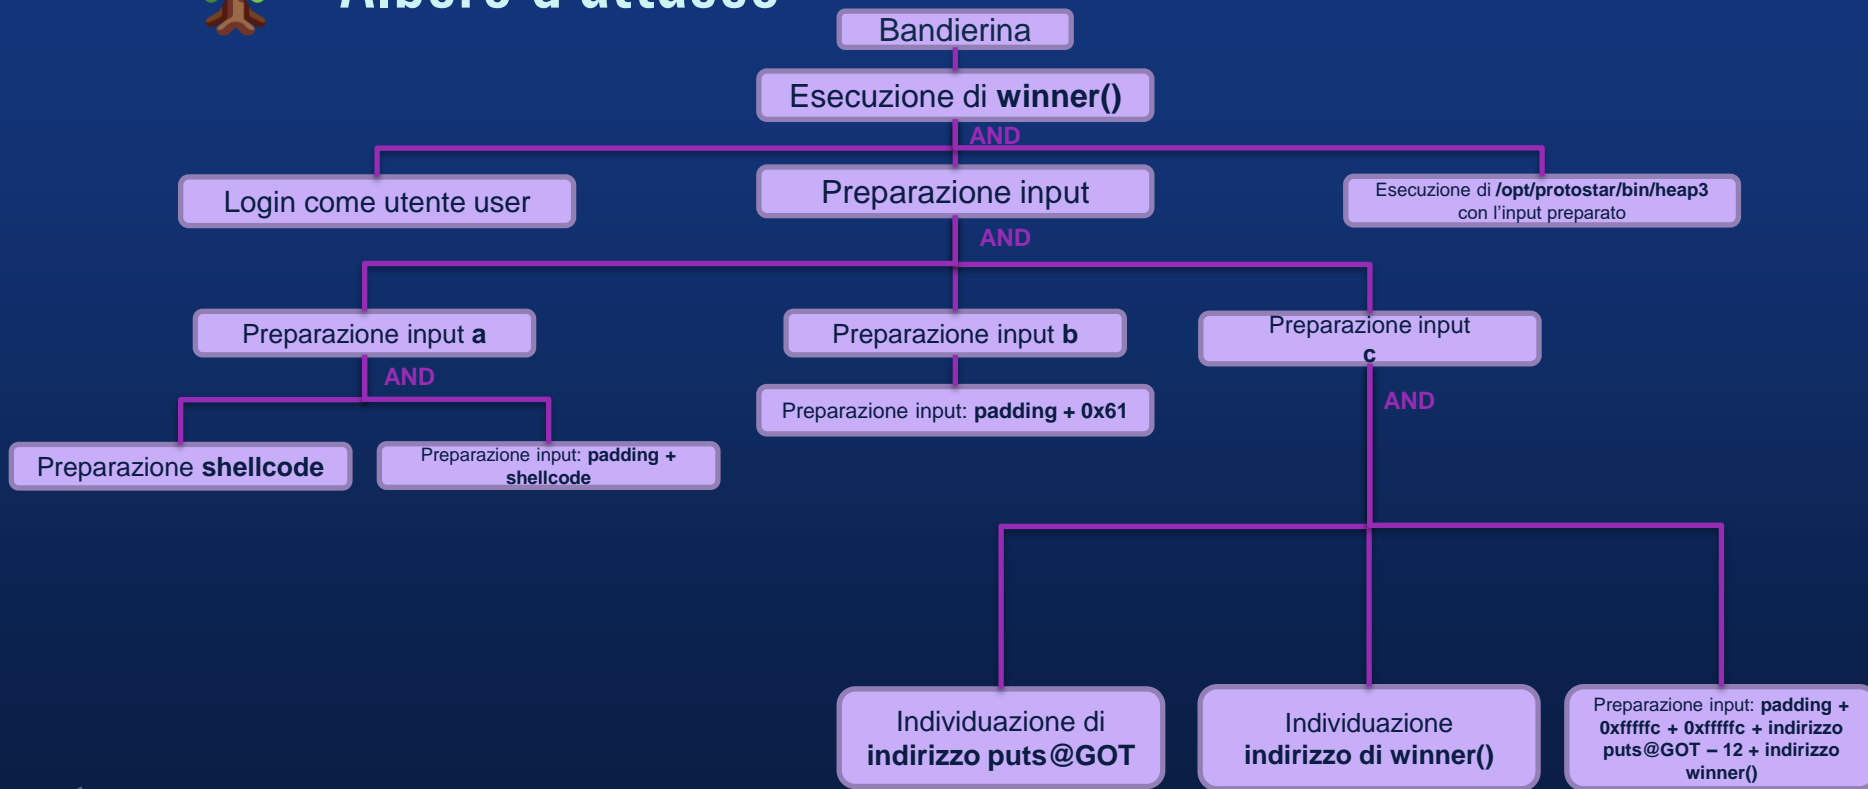 Albero d'attacco
Bandierina
Esecuzione di winner()
AND
Login come utente user
Preparazione input
Esecuzione di /opt/protostar/bin/heap3
con l'input preparato
AND
Preparazione input a
Preparazione input b
Preparazione input
c
AND
Preparazione input: padding + 0x61
AND
Preparazione shellcode
Preparazione input: padding +
shellcode
Individuazione di
indirizzo puts@GOT
Individuazione
indirizzo di winner()
Preparazione input: padding +
0xfffffc + 0xfffffc + indirizzo
puts@GOT – 12 + indirizzo
winner()